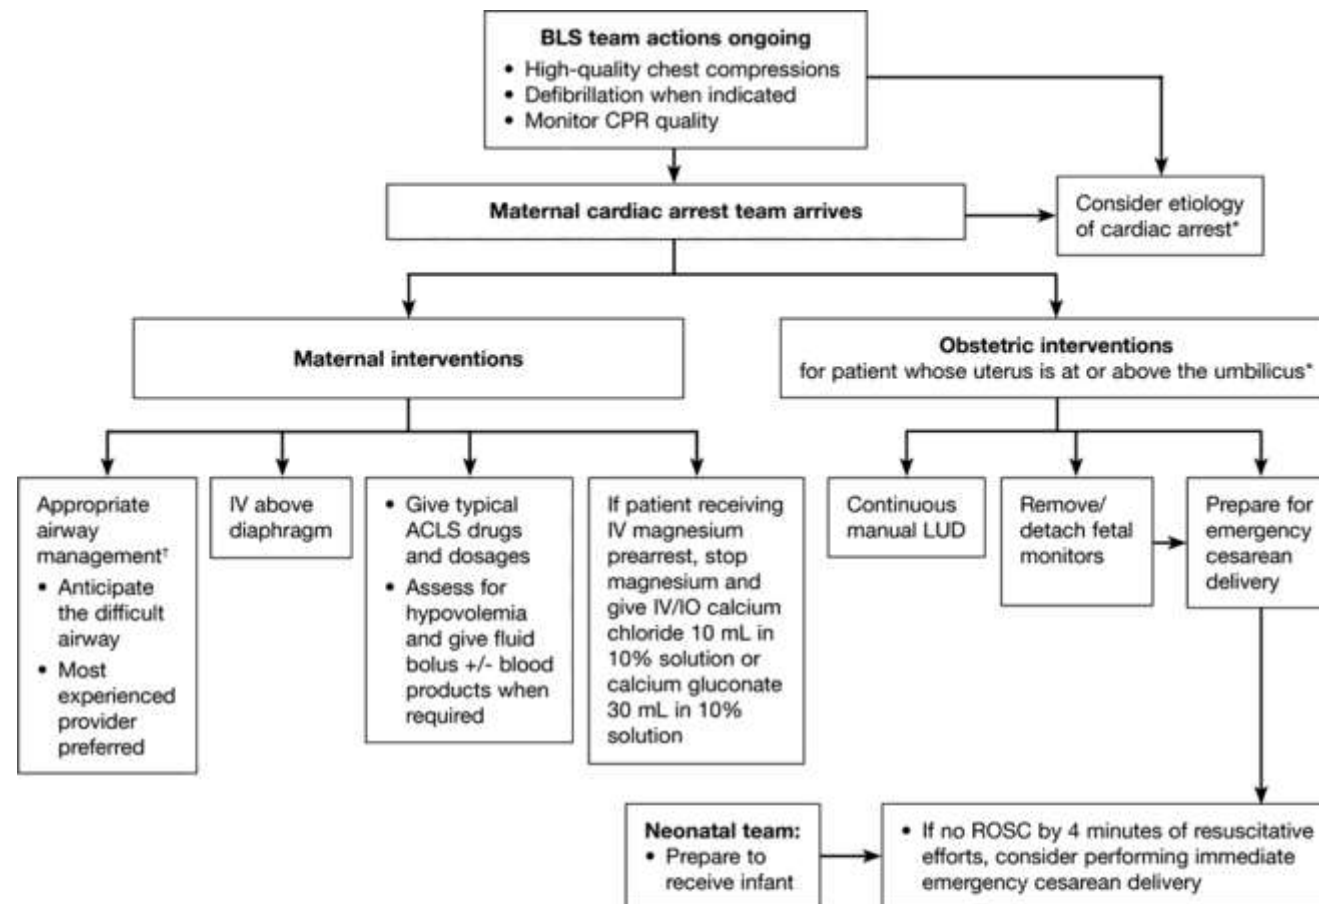 BLS team actions ongoing
• High-quality chest compressions
• Defibrillation when indicated
• Monitor CPR quality
Maternal cardiac arrest team arrives
Consider etiology
of cardiac arrest*
Maternal interventions
Obstetric interventions
for patient whose uterus is at or above the umbilicus*
Appropriate
airway
management†
• Anticipate
the difficult
airway
• Most
experienced
provider
preferred
IV above
diaphragm
• Give typical
ACLS drugs
and dosages
• Assess for
hypovolemia
and give fluid
bolus +/- blood
products when
required
If patient receiving
IV magnesium
prearrest, stop
magnesium and
give IV/IO calcium
chloride 10 mL in
10% solution or
calcium gluconate
30 mL in 10%
solution
Continuous
manual LUD
Remove/
detach fetal
monitors
Prepare for
emergency
cesarean
delivery
Neonatal team:
• Prepare to
receive infant
• If no ROSC by 4 minutes of resuscitative
efforts, consider performing immediate
emergency cesarean delivery